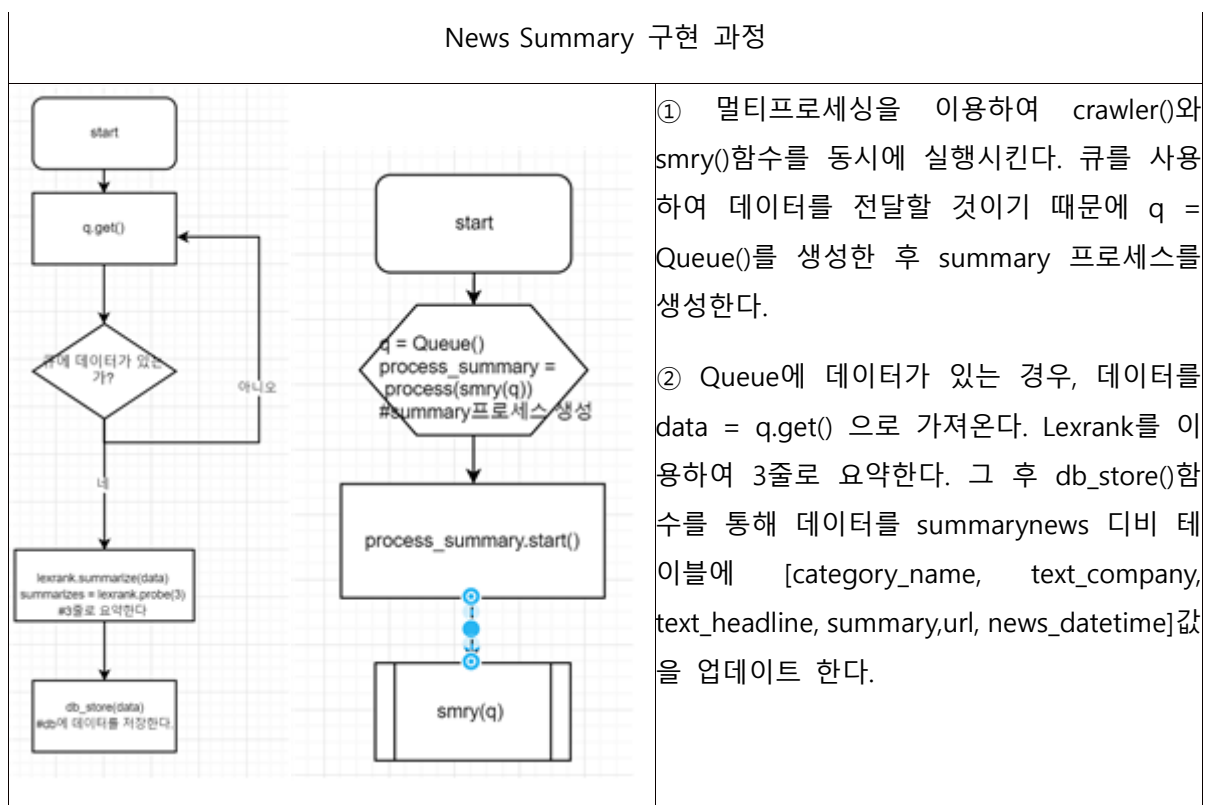 News Summary 구현 과정
start
q.get()
큐에 데이터가 있는
가?
아니오
네
lexrank.summarize(data)
summarizes = lexrank.probe(3)
#3줄로 요약한다
db_store(data)
#db에 데이터를 저장한다.
start
q = Queue()
process_summary =
process(smry(q))
#summary프로세스 생성
process_summary.start()
smry(q)
① 멀티프로세싱을 이용하여 crawler()와
smry()함수를 동시에 실행시킨다. 큐를 사용
하여 데이터를 전달할 것이기 때문에 q =
Queue()를 생성한 후 summary 프로세스를
생성한다.
② Queue에 데이터가 있는 경우, 데이터를
data = q.get() 으로 가져온다. Lexrank를 이
용하여 3줄로 요약한다. 그 후 db_store()함
수를 통해 데이터를 summarynews 디비 테
이블에 [category_name, text_company,
text_headline, summary,url, news_datetime]값
을 업데이트 한다.